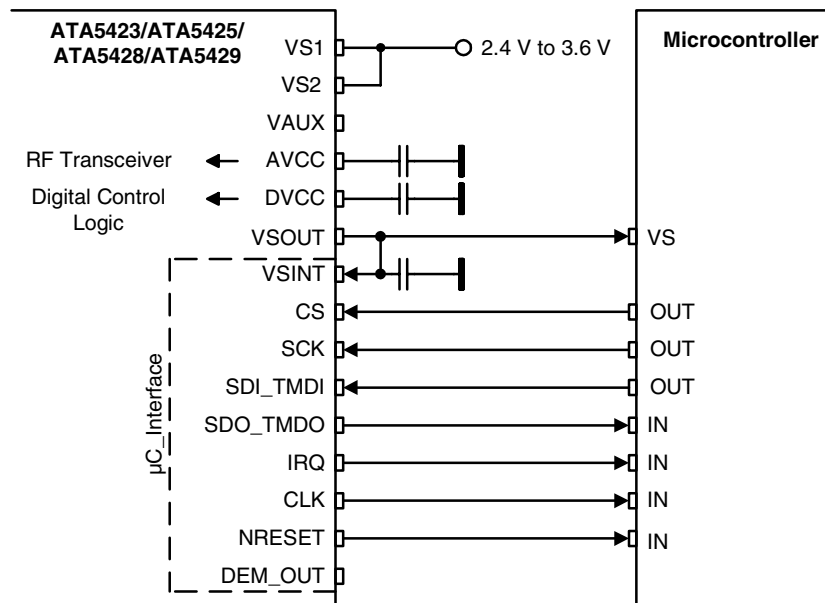 ATA5423/ATA5425/
ATA5428/ATA5429
VS1
2.4 V to 3.6 V
Microcontroller
VS2
VAUX
RF Transceiver
AVCC
Digital Control
Logic
DVCC
VSOUT
VS
VSINT
CS
OUT
SCK
OUT
SDI_TMDI
OUT
µC_Interface
SDO_TMDO
IN
IRQ
IN
CLK
IN
NRESET
IN
DEM_OUT